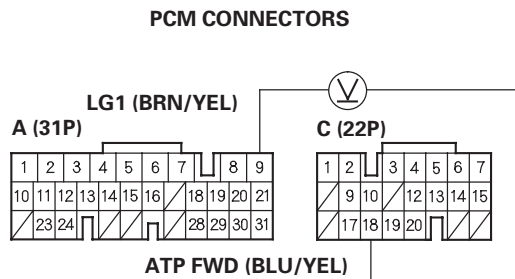 PCM CONNECTORS
LG1 (BRN/YEL)
A (31P)
C (22P)
1 2 3 4 5 6 7 8 9
10 11 12 13 14 15 16 18 19 20 21
23 24 28 29 30 31
1 2 3 4 5 6 7
9 10 12 13 14 15
17 18 19 20
V
ATP FWD (BLU/YEL)